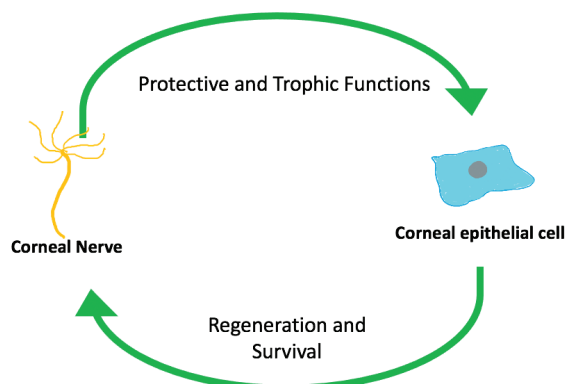 Protective and Trophic Functions
Corneal Nerve
Corneal epithelial cell
Regeneration and
Survival